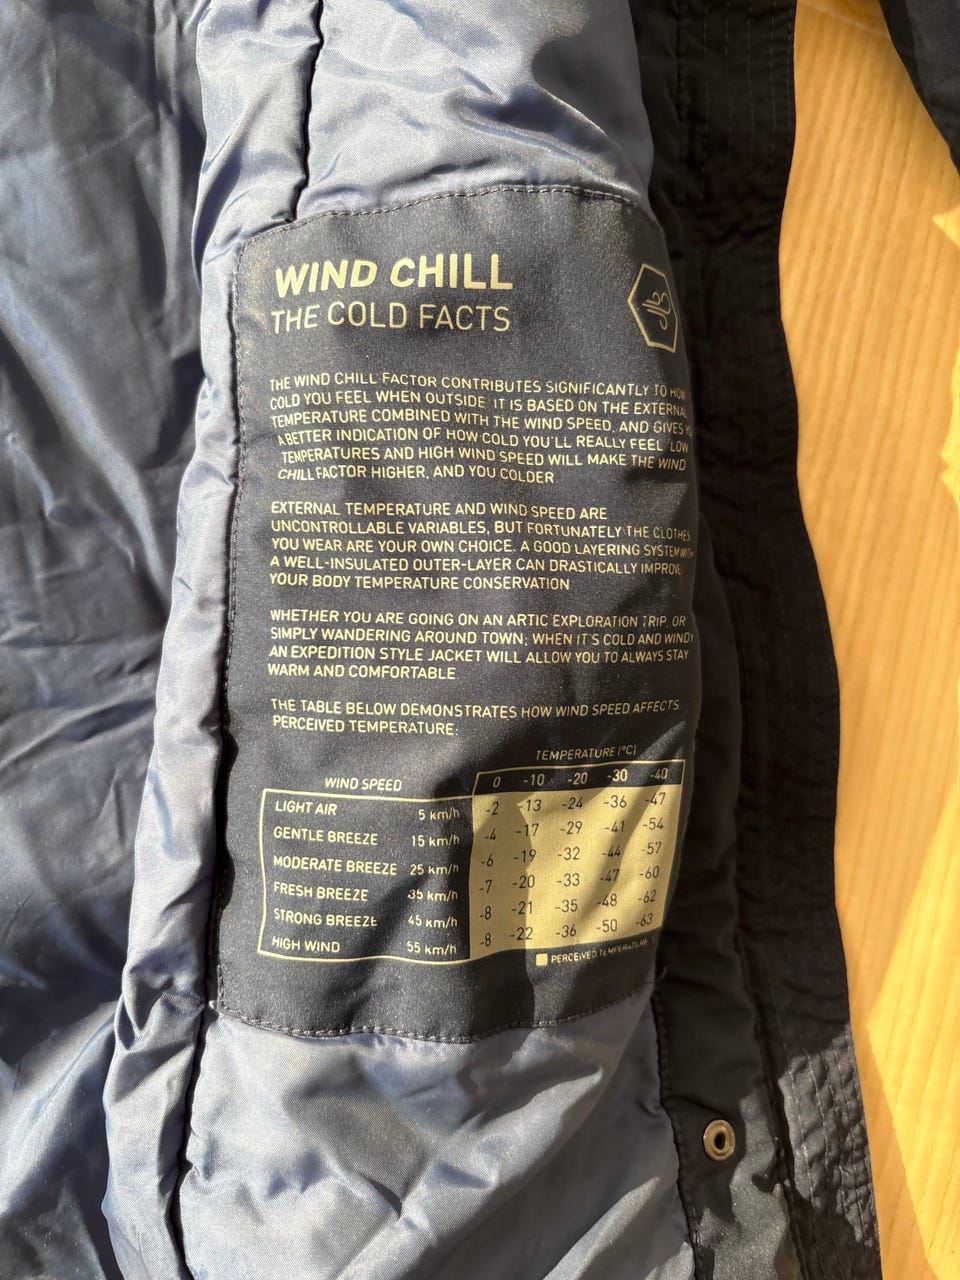 WIND CHILL
THE COLD FACTS
THE WIND CHILL FACTOR CONTRIBUTES SIGNIFICANTLY TO HOW
COLD YOU FEEL WHEN OUTSIDE. IT IS BASED ON THE EXTERNAL
TEMPERATURE COMBINED WITH THE WIND SPEED, AND GIVES
A BETTER INDICATION OF HOW COLD YOU'LL REALLY FEEL. LOW
TEMPERATURES AND HIGH WIND SPEED WILL MAKE THE WIND
CHILL FACTOR HIGHER, AND YOU COLDER
EXTERNAL TEMPERATURE AND WIND SPEED ARE
UNCONTROLLABLE VARIABLES, BUT FORTUNATELY THE CLOTHES
YOU WEAR ARE YOUR OWN CHOICE. A GOOD LAYERING SYSTEM WITH
A WELL-INSULATED OUTER-LAYER CAN DRASTICALLY IMPROVE
YOUR BODY TEMPERATURE CONSERVATION
WHETHER YOU ARE GOING ON AN ARTIC EXPLORATION TRIP, OR
SIMPLY WANDERING AROUND TOWN; WHEN IT'S COLD AND WINDY
AN EXPEDITION STYLE JACKET WILL ALLOW YOU TO ALWAYS STAY
WARM AND COMFORTABLE
THE TABLE BELOW DEMONSTRATES HOW WIND SPEED AFFECTS
PERCEIVED TEMPERATURE:
TEMPERATURE (°C)
WIND SPEED 0 -10 -20 -30 -40
LIGHT AIR 5 km/h -2 -13 -24 -36 -47
GENTLE BREEZE 15 km/h -4 -17 -29 -41 -54
MODERATE BREEZE 25 km/h -6 -19 -32 -44 -57
FRESH BREEZE 35 km/h -7 -20 -33 -47 -60
STRONG BREEZE 45 km/h -8 -21 -35 -48 -62
HIGH WIND 55 km/h -8 -22 -36 -50 -63
PERCEIVED TEMPERATURE